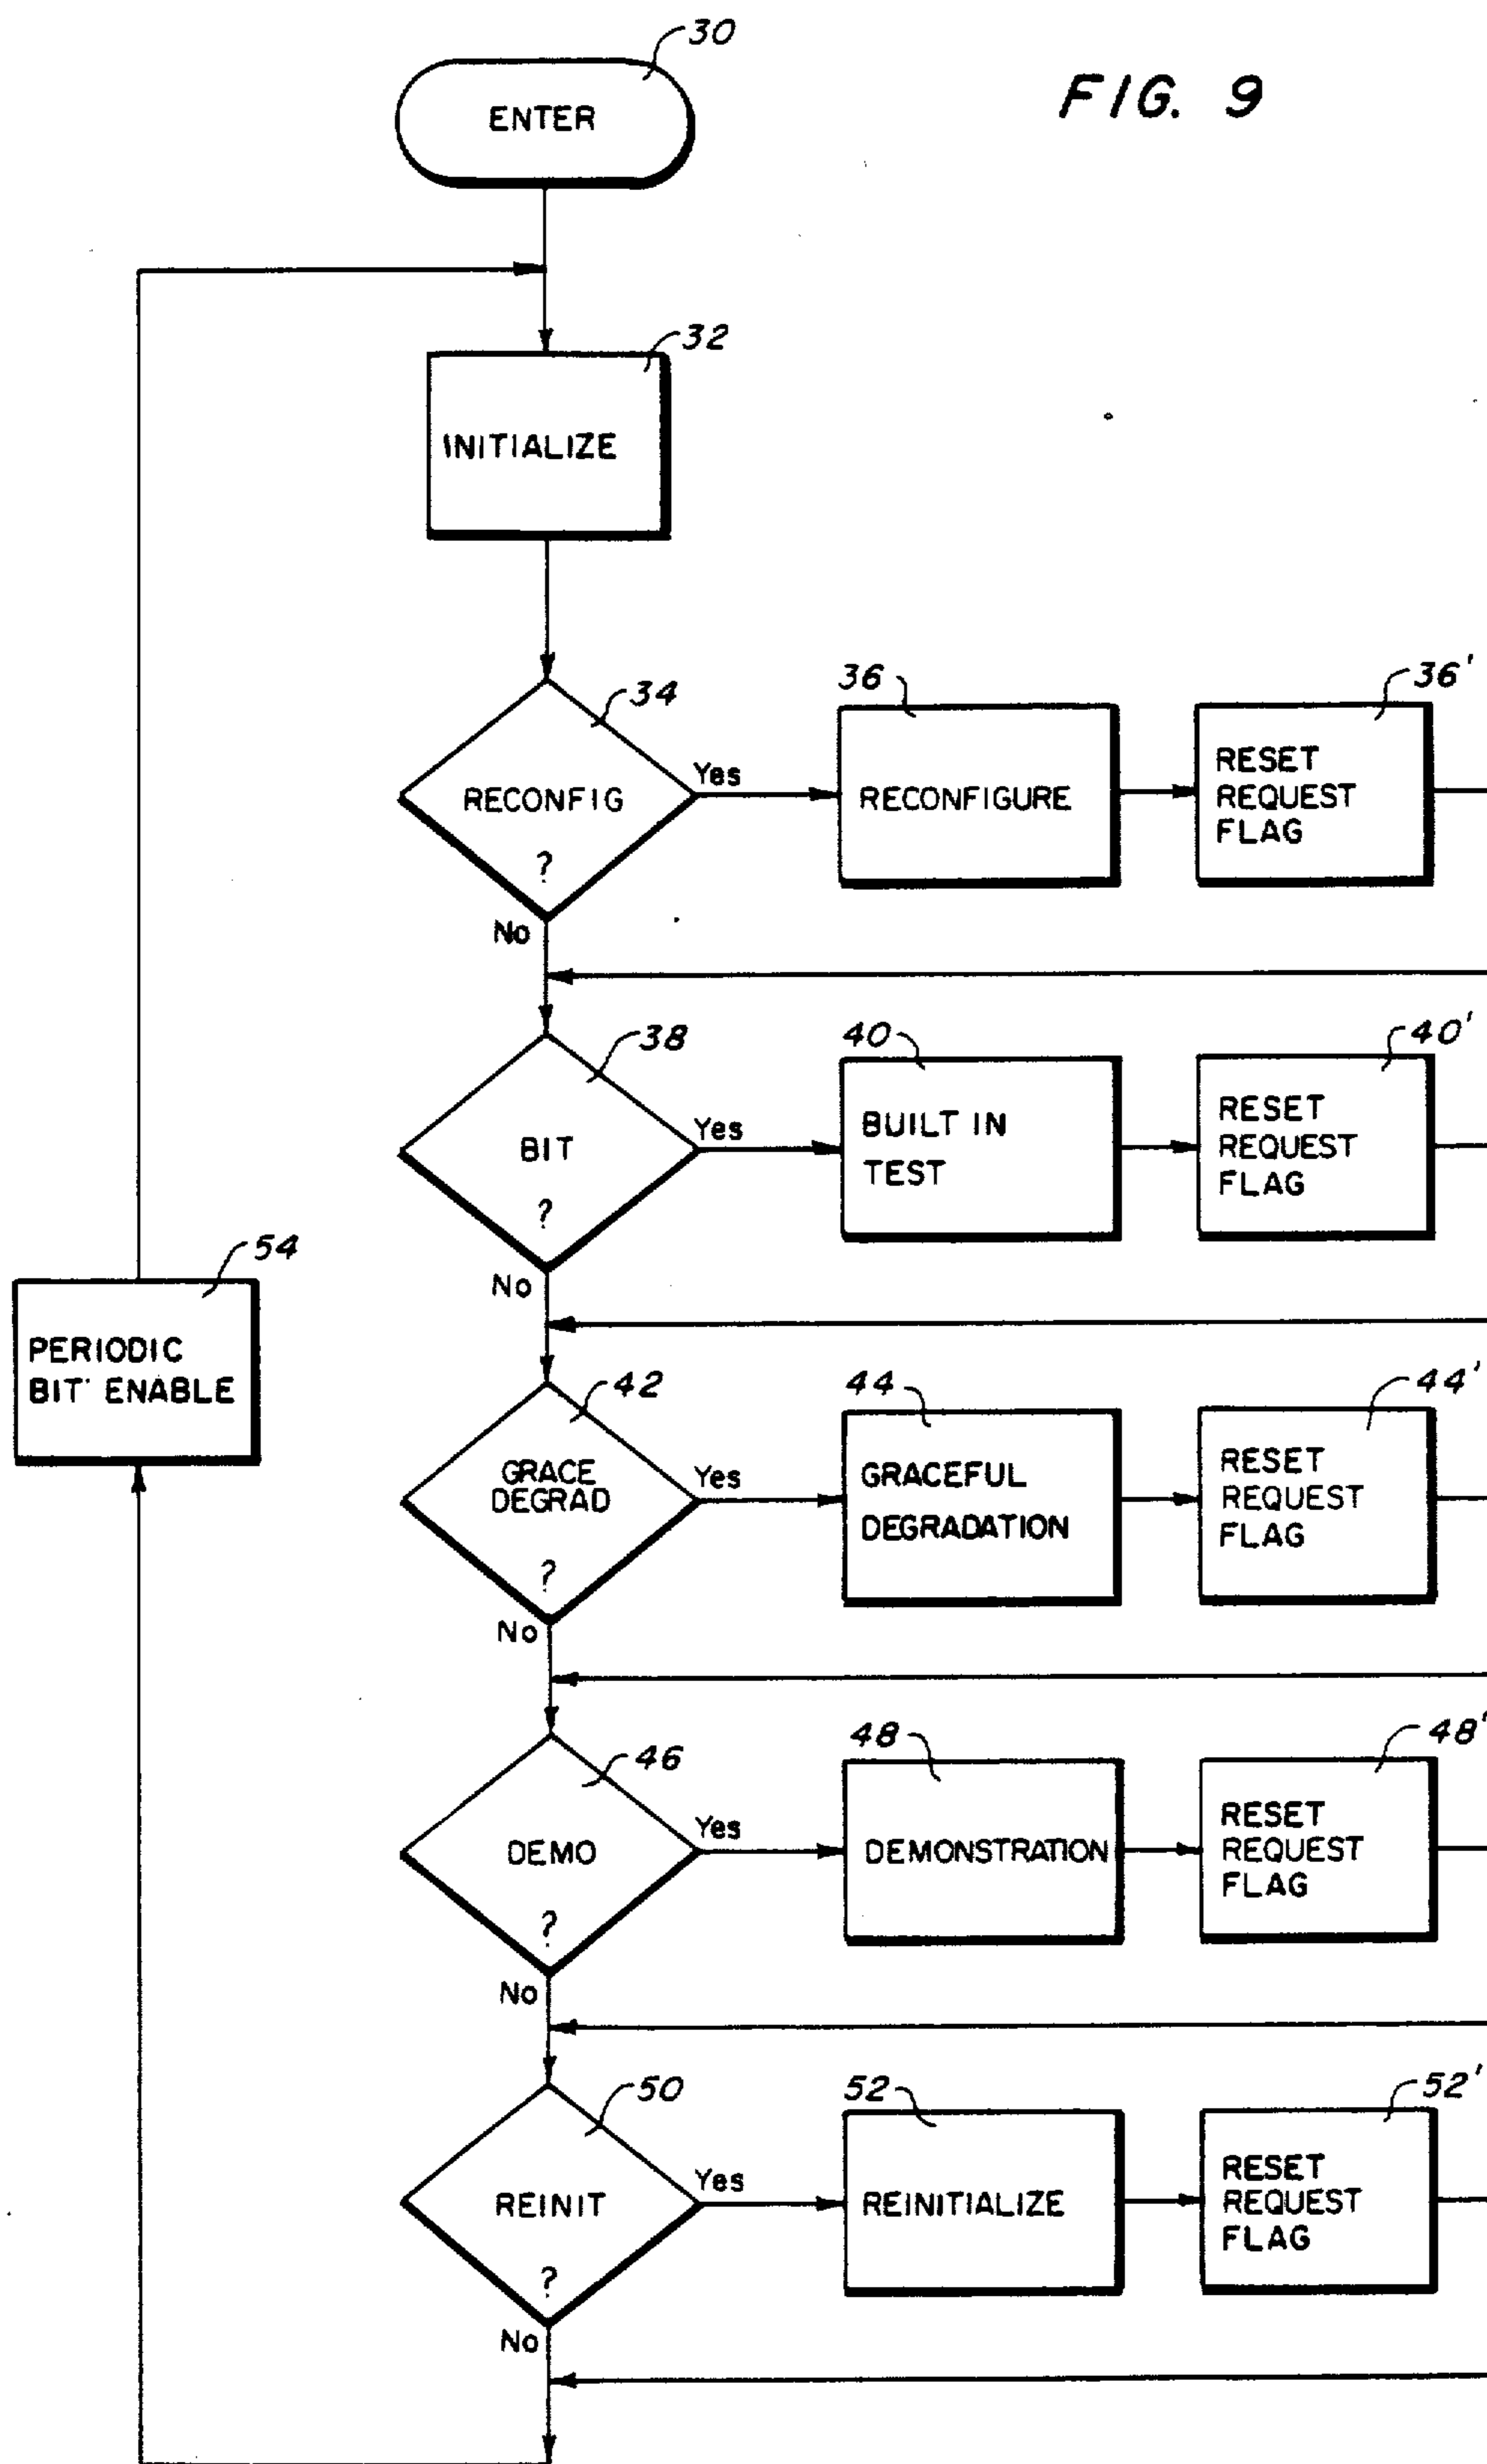 30
FIG. 9
ENTER
32
INITIALIZE
34
36
36'
RECONFIG
?
Yes
RECONFIGURE
RESET
REQUEST
FLAG
No
38
40
40'
BIT
?
Yes
BUILT IN
TEST
RESET
REQUEST
FLAG
No
54
PERIODIC
BIT' ENABLE
42
44
44'
GRACE
DEGRAD
?
Yes
GRACEFUL
DEGRADATION
RESET
REQUEST
FLAG
No
46
48
48'
DEMO
?
Yes
DEMONSTRATION
RESET
REQUEST
FLAG
No
50
52
52'
REINIT
?
Yes
REINITIALIZE
RESET
REQUEST
FLAG
No